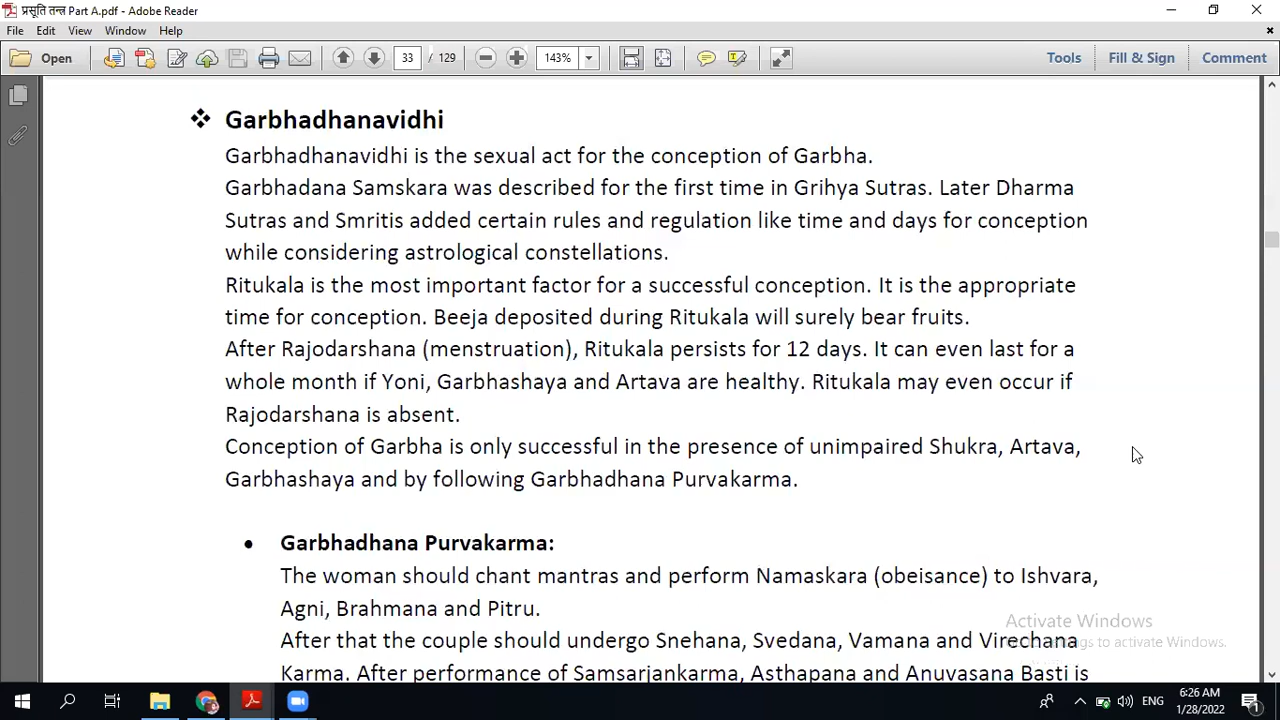 प्रसूति तन्त्र Part A.pdf - Adobe Reader
File Edit View Window Help
Open 33 / 129 143% Tools Fill & Sign Comment
❖ Garbhadhanavidhi
Garbhadhanavidhi is the sexual act for the conception of Garbha.
Garbhadana Samskara was described for the first time in Grihya Sutras. Later Dharma
Sutras and Smritis added certain rules and regulation like time and days for conception
while considering astrological constellations.
Ritukala is the most important factor for a successful conception. It is the appropriate
time for conception. Beeja deposited during Ritukala will surely bear fruits.
After Rajodarshana (menstruation), Ritukala persists for 12 days. It can even last for a
whole month if Yoni, Garbhashaya and Artava are healthy. Ritukala may even occur if
Rajodarshana is absent.
Conception of Garbha is only successful in the presence of unimpaired Shukra, Artava,
Garbhashaya and by following Garbhadhana Purvakarma.
• Garbhadhana Purvakarma:
The woman should chant mantras and perform Namaskara (obeisance) to Ishvara,
Agni, Brahmana and Pitru.
After that the couple should undergo Snehana, Svedana, Vamana and Virechana
Karma. After performance of Samsarjankarma, Asthapana and Anuvasana Basti is
Activate Windows
to activate Windows.
ENG
6:26 AM
1/28/2022
1